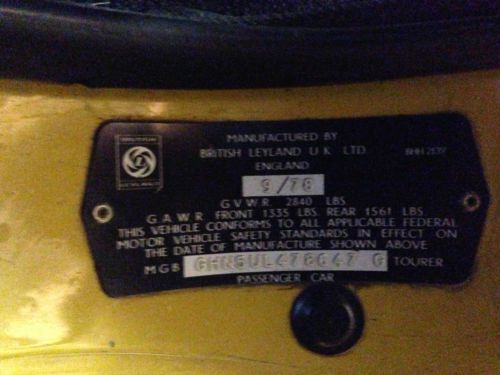 BRITISH
LEYLAND
MANUFACTURED BY
BRITISH LEYLAND U K LTD.
ENGLAND
9/78
G V W R 2840 LBS
G A W R FRONT 1335 LBS REAR 1561 LBS
THIS VEHICLE CONFORMS TO ALL APPLICABLE FEDERAL
MOTOR VEHICLE SAFETY STANDARDS IN EFFECT ON
THE DATE OF MANUFACTURE SHOWN ABOVE
M G B TOURER
PASSENGER CAR